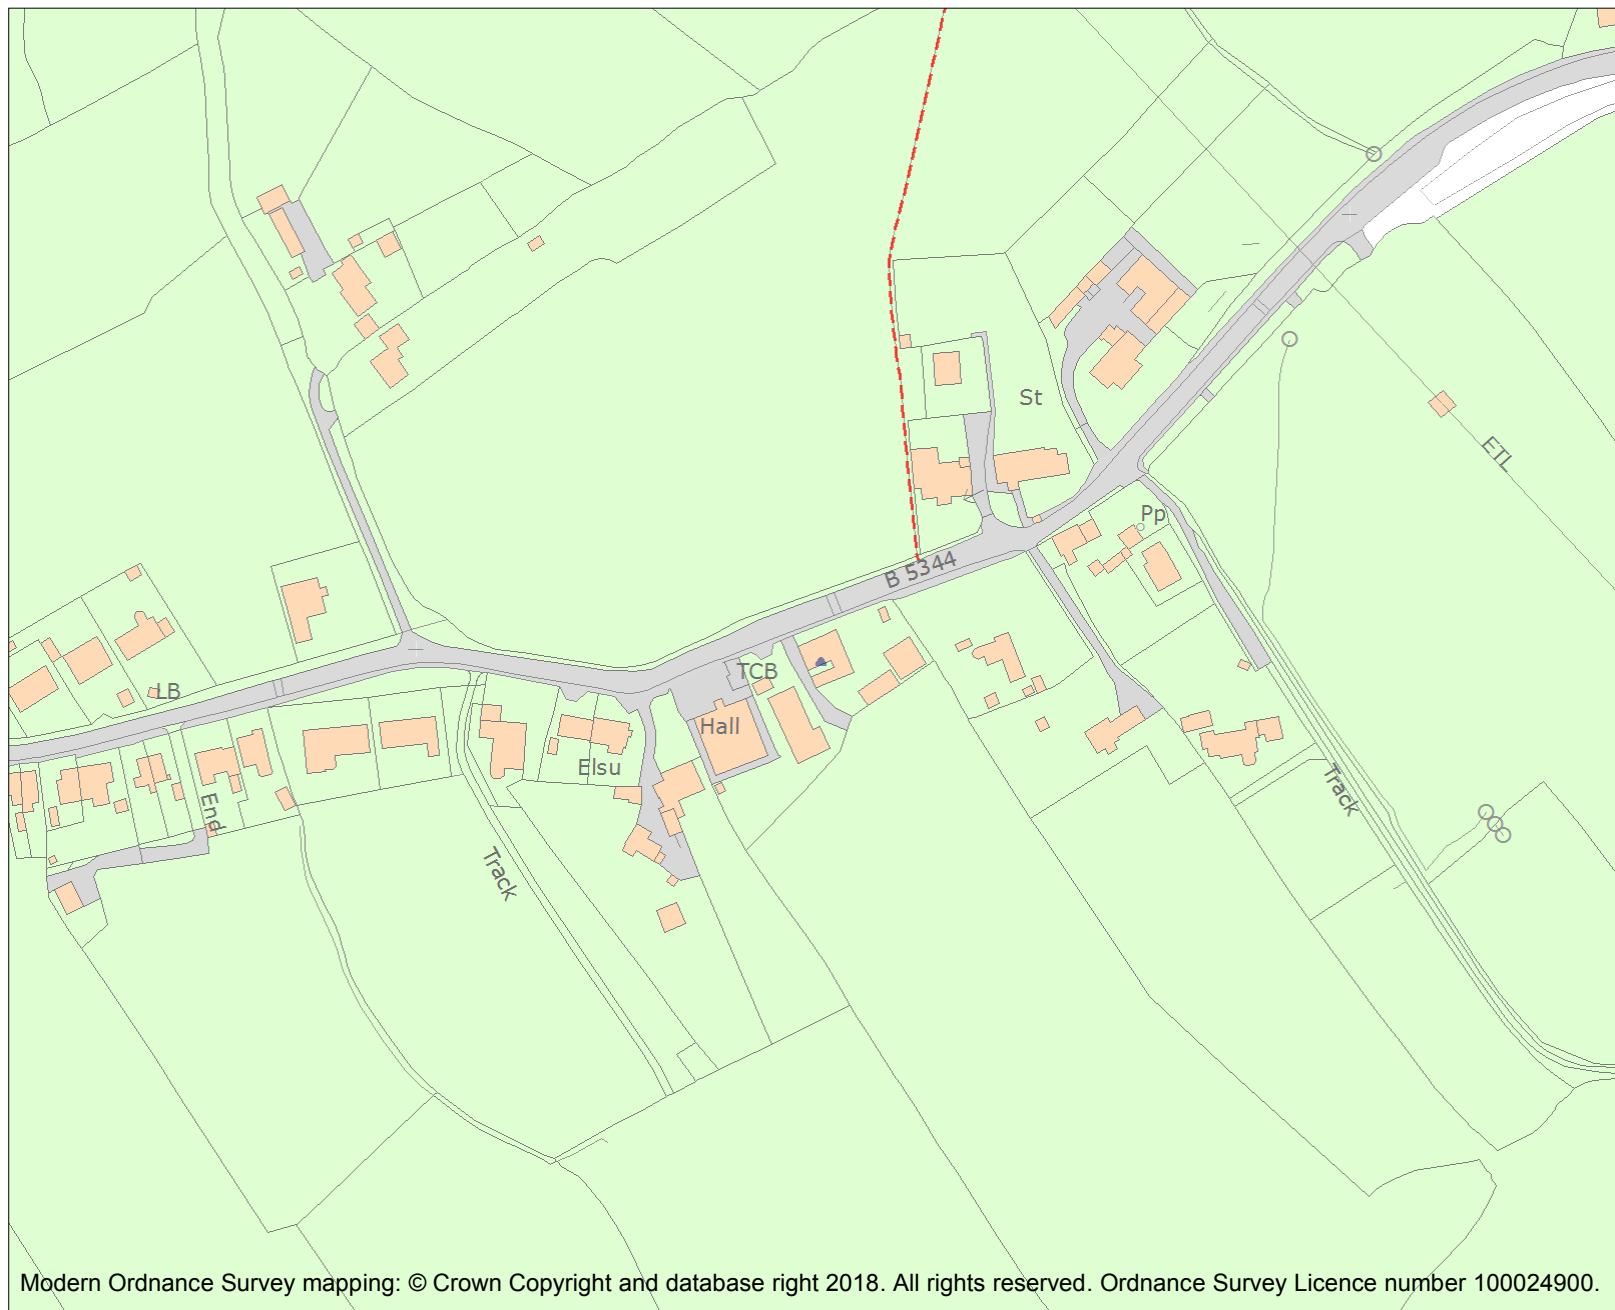 St
ETL
Pp
B 5344
TCB
LB
Hall
Elsu
End
Track
Track
Modern Ordnance Survey mapping: © Crown Copyright and database right 2018. All rights reserved. Ordnance Survey Licence number 100024900.